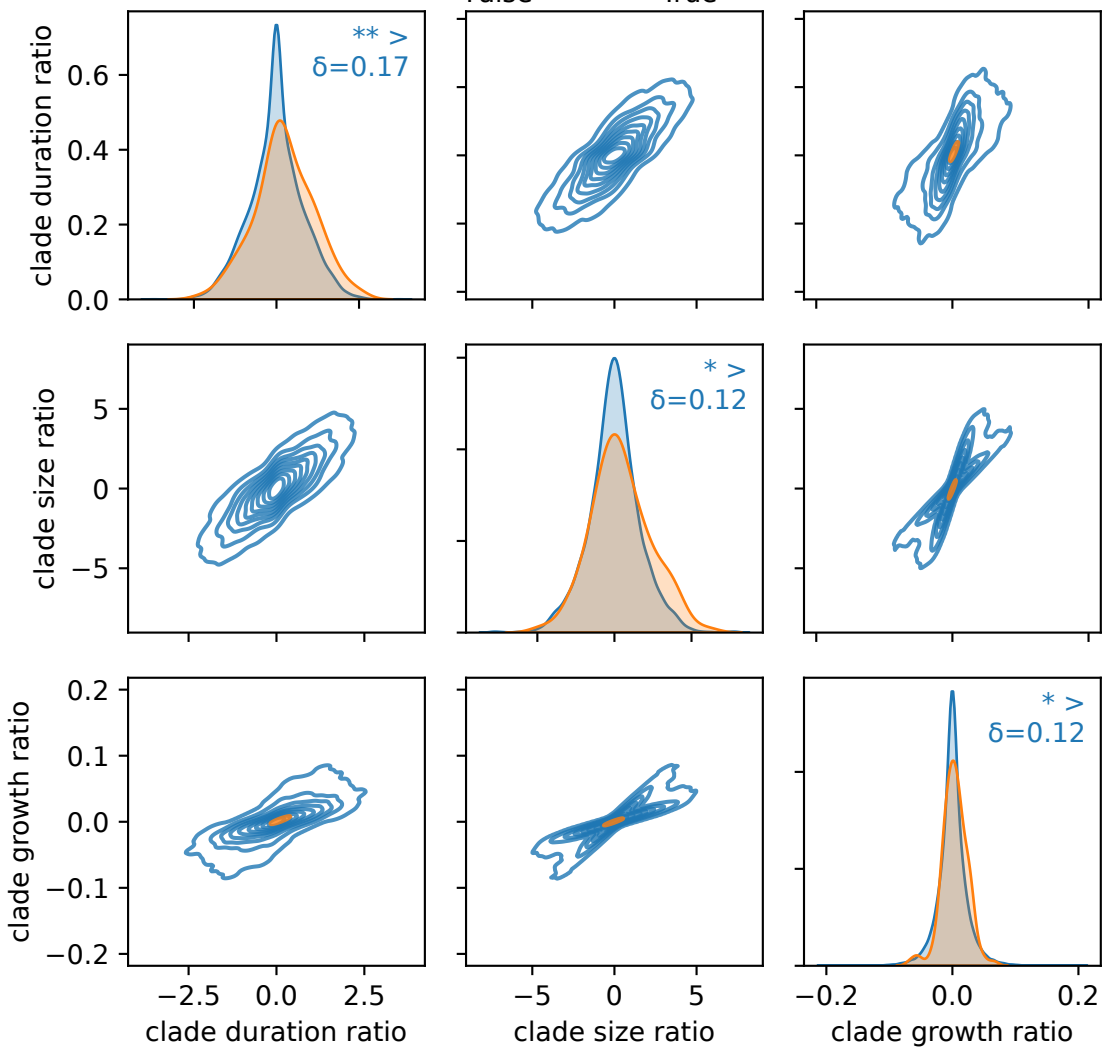 False True
clade duration ratio
0.6
0.4
0.2
0.0
** >
δ=0.17
clade size ratio
5
0
−5
* >
δ=0.12
clade growth ratio
0.2
0.1
0.0
−0.1
−0.2
* >
δ=0.12
−2.5 0.0 2.5
−5 0 5
−0.2 0.0 0.2
clade duration ratio
clade size ratio
clade growth ratio